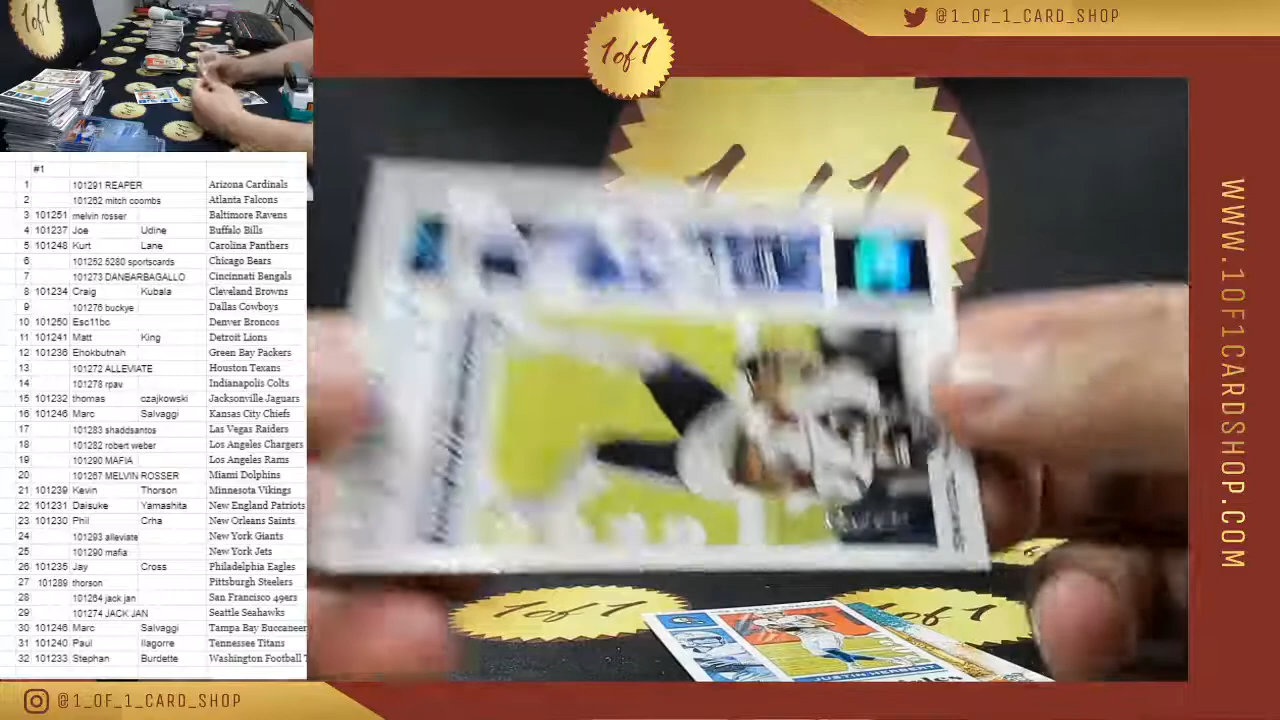 @1_OF_1_CARD_SHOP
1of1
1of1
#1
1 101291 REAPER Arizona Cardinals
2 101262 mitch coombs Atlanta Falcons
3 101251 melvin rosser Baltimore Ravens
4 101237 Joe Udine Buffalo Bills
5 101248 Kurt Lane Carolina Panthers
6 101252 5280 sportscards Chicago Bears
7 101273 DANBARBAGALLO Cincinnati Bengals
8 101234 Craig Kubala Cleveland Browns
9 101276 buckye Dallas Cowboys
10 101250 Esc11bc Denver Broncos
11 101241 Matt King Detroit Lions
12 101236 Ehokbutnah Green Bay Packers
13 101272 ALLEVIATE Houston Texans
14 101278 rpav Indianapolis Colts
15 101232 thomas czajkowski Jacksonville Jaguars
16 101246 Marc Salvaggi Kansas City Chiefs
17 101283 shaddsantos Las Vegas Raiders
18 101282 robert weber Los Angeles Chargers
19 101290 MAFIA Los Angeles Rams
20 101267 MELVIN ROSSER Miami Dolphins
21 101239 Kevin Thorson Minnesota Vikings
22 101231 Daisuke Yamashita New England Patriots
23 101230 Phil Crha New Orleans Saints
24 101293 alleviate New York Giants
25 101290 mafia New York Jets
26 101235 Jay Cross Philadelphia Eagles
27 101289 thorson Pittsburgh Steelers
28 101264 jack jan San Francisco 49ers
29 101274 JACK JAN Seattle Seahawks
30 101246 Marc Salvaggi Tampa Bay Buccaneer
31 101240 Paul Ilagorre Tennessee Titans
32 101233 Stephan Burdette Washington Football T
1of1
JUSTIN HERBERT
WWW.1OF1CARDSHOP.COM
@1_OF_1_CARD_SHOP